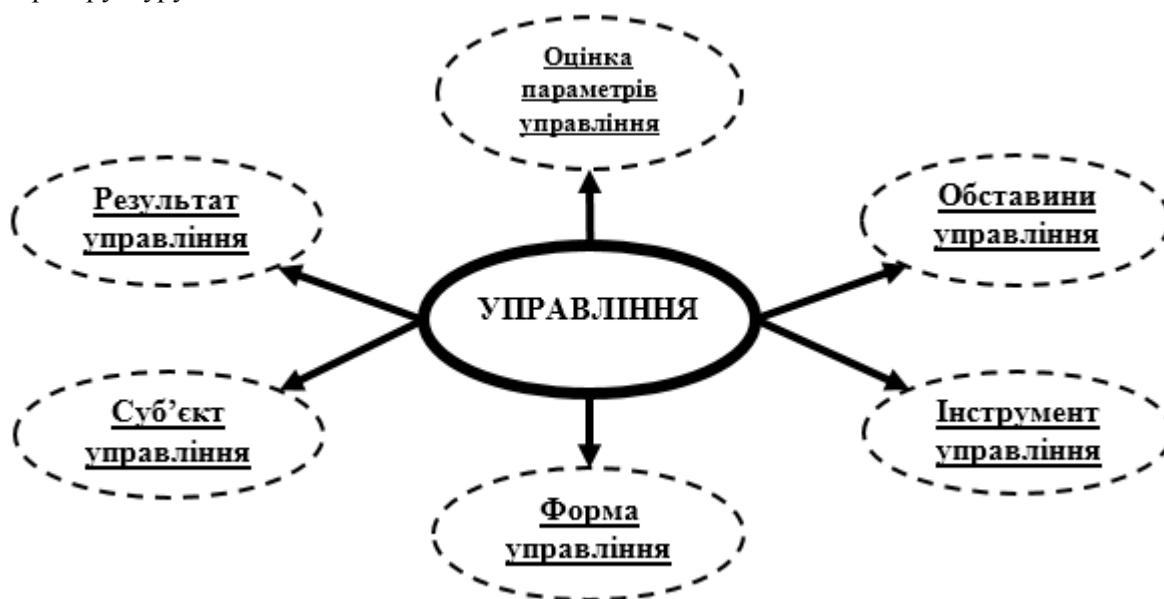 Оцінка
параметрів
управління
Результат
управління
Обставини
управління
УПРАВЛІННЯ
Суб’єкт
управління
Інструмент
управління
Форма
управління